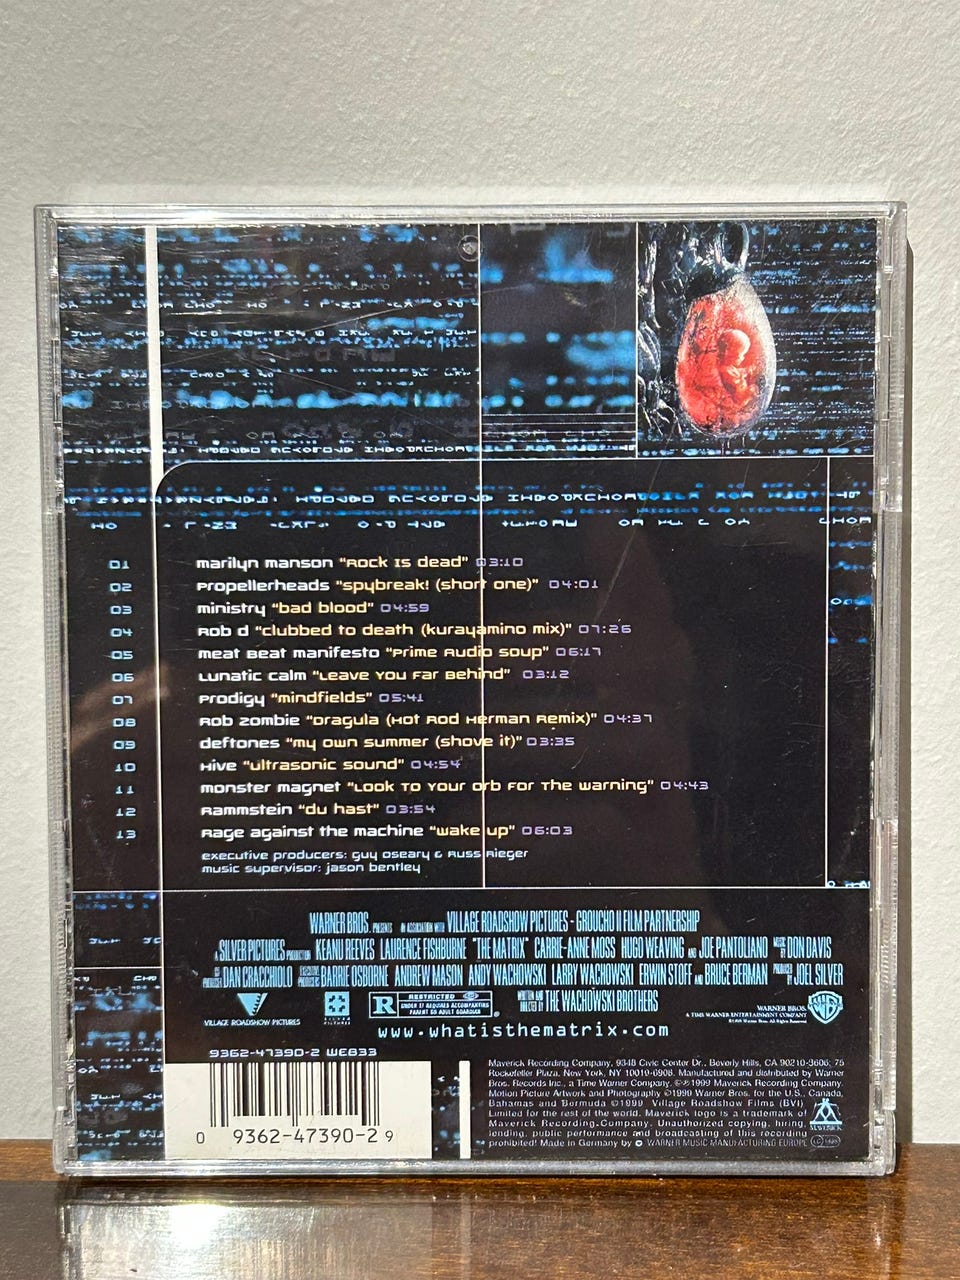 01 marilyn manson "Rock is dead" 03:10
02 Propellerheads "spybreak! (short one)" 04:01
03 ministry "bad blood" 04:59
04 Rob d "clubbed to death (kurayamino mix)" 07:26
05 Meat Beat manifesto "Prime Audio soup" 06:17
06 Lunatic calm "Leave You Far Behind" 03:12
07 Prodigy "mindfields" 05:41
08 Rob zombie "Dragula (Hot Rod Herman Remix)" 04:37
09 deftones "my own summer (shove it)" 03:35
10 Hive "ultrasonic sound" 04:54
11 monster magnet "Look To Your Orb For The warning" 04:43
12 Rammstein "du hast" 03:54
13 Rage against the machine "wake up" 06:03
executive producers: guy oseary & Russ Rieger
music supervisor: jason bentley
WARNER BROS. PRESENTS IN ASSOCIATION WITH VILLAGE ROADSHOW PICTURES - GROUCHO II FILM PARTNERSHIP
A SILVER PICTURES PRODUCTION KEANU REEVES LAURENCE FISHBURNE "THE MATRIX" CARRIE-ANNE MOSS HUGO WEAVING AND JOE PANTOLIANO MUSIC BY DON DAVIS
CO-PRODUCER DAN CRACCHIOLO EXECUTIVE PRODUCERS BARRIE OSBORNE ANDREW MASON ANDY WACHOWSKI LARRY WACHOWSKI ERWIN STOFF AND BRUCE BERMAN PRODUCED BY JOEL SILVER
VILLAGE ROADSHOW PICTURES
SILVER PICTURES
R RESTRICTED
UNDER 17 REQUIRES ACCOMPANYING
PARENT OR ADULT GUARDIAN
WRITTEN AND DIRECTED BY THE WACHOWSKI BROTHERS
WARNER BROS.
A TIME WARNER ENTERTAINMENT COMPANY
www.whatisthematrix.com
9362-47390-2 WE833
0 9362-47390-2 9
Maverick Recording Company, 9348 Civic Center Dr., Beverly Hills, CA 90210-3606; 75
Rockefeller Plaza, New York, NY 10019-6908. Manufactured and distributed by Warner
Bros. Records Inc., a Time Warner Company. ©℗1999 Maverick Recording Company.
Motion Picture Artwork and Photography ©1999 Warner Bros. for the U.S., Canada,
Bahamas and Bermuda ©1999 Village Roadshow Films (BVI)
Limited for the rest of the world. Maverick logo is a trademark of
Maverick Recording Company. Unauthorized copying, hiring,
lending, public performance and broadcasting of this recording
prohibited! Made in Germany by WARNER MUSIC MANUFACTURING EUROPE
MAVERICK